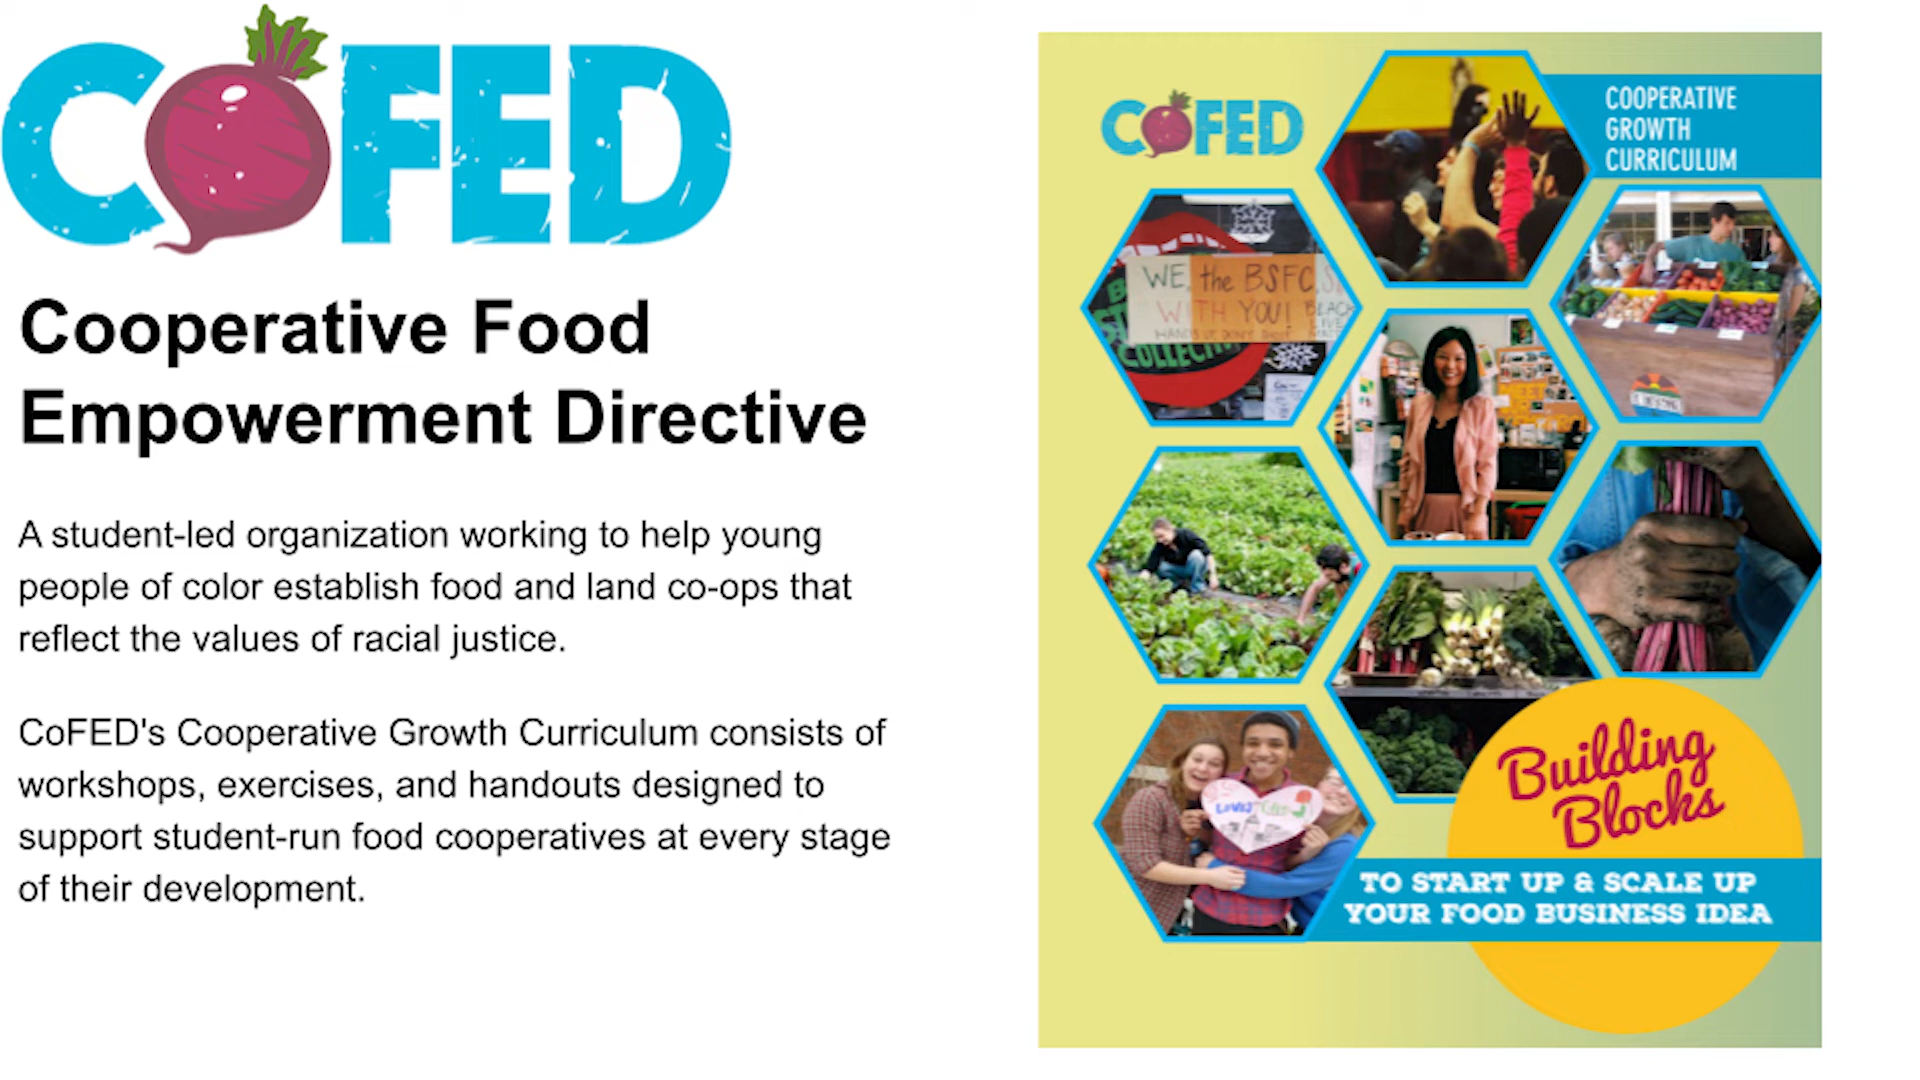 COFED
Cooperative Food
Empowerment Directive
A student-led organization working to help young
people of color establish food and land co-ops that
reflect the values of racial justice.
CoFED's Cooperative Growth Curriculum consists of
workshops, exercises, and handouts designed to
support student-run food cooperatives at every stage
of their development.
COFED
COOPERATIVE
GROWTH
CURRICULUM
WE, the BSFC,
WITH YOU! BLACK
COLLECTI
Building
Blocks
TO START UP & SCALE UP
YOUR FOOD BUSINESS IDEA